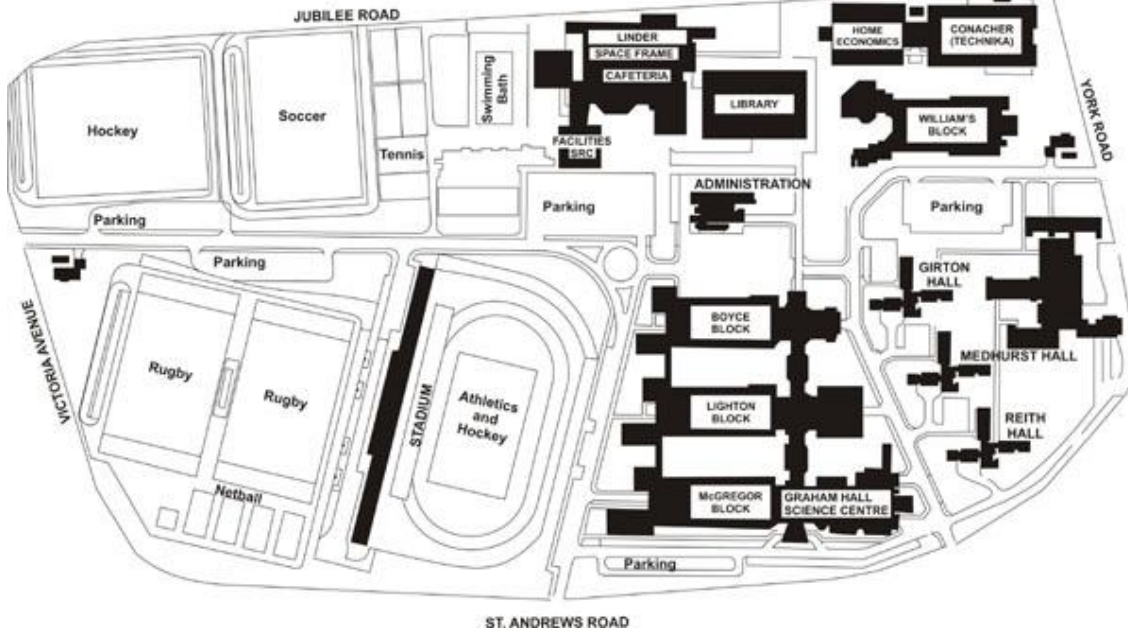 JUBILEE ROAD
LINDER
SPACE FRAME
CAFETERIA
HOME
ECONOMICS
CONACHER
(TECHNIKA)
Hockey
Soccer
Swimming
Bath
Tennis
LIBRARY
WILLIAM'S
BLOCK
YORK ROAD
FACILITIES
SRC
ADMINISTRATION
Parking
Parking
Parking
Parking
GIRTON
HALL
VICTORIA AVENUE
Rugby
Rugby
STADIUM
Athletics
and
Hockey
BOYCE
BLOCK
MEDHURST HALL
LIGHTON
BLOCK
REITH
HALL
Netball
McGREGOR
BLOCK
GRAHAM HALL
SCIENCE CENTRE
Parking
ST. ANDREWS ROAD